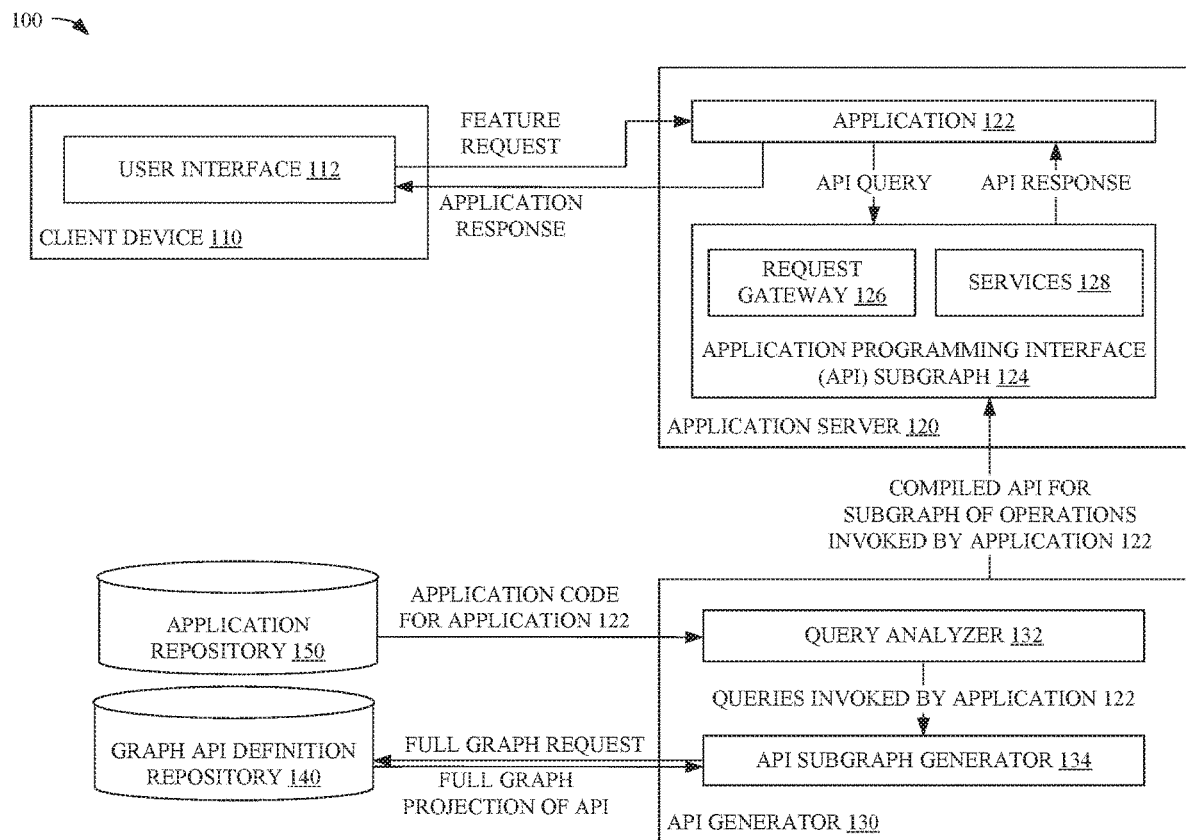 100
FEATURE
REQUEST
APPLICATION 122
USER INTERFACE 112
API QUERY
API RESPONSE
APPLICATION
RESPONSE
CLIENT DEVICE 110
REQUEST
GATEWAY 126
SERVICES 128
APPLICATION PROGRAMMING INTERFACE
(API) SUBGRAPH 124
APPLICATION SERVER 120
COMPILED API FOR
SUBGRAPH OF OPERATIONS
INVOKED BY APPLICATION 122
APPLICATION
REPOSITORY 150
APPLICATION CODE
FOR APPLICATION 122
QUERY ANALYZER 132
QUERIES INVOKED BY APPLICATION 122
GRAPH API DEFINITION
REPOSITORY 140
FULL GRAPH REQUEST
FULL GRAPH
PROJECTION OF API
API SUBGRAPH GENERATOR 134
API GENERATOR 130